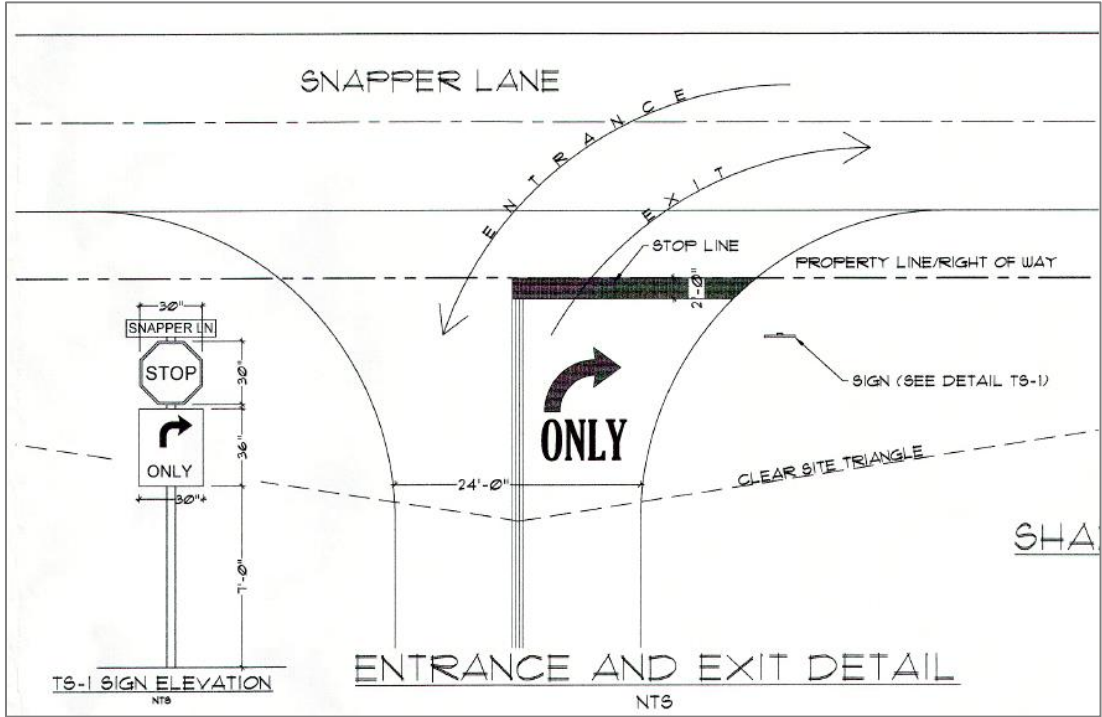 SNAPPER LANE
ENTRANCE
EXIT
STOP LINE
PROPERTY LINE/RIGHT OF WAY
2'-0"
30"
SNAPPER LN
STOP
30"
SIGN (SEE DETAIL TS-1)
ONLY
36"
ONLY
30"
24'-0"
CLEAR SITE TRIANGLE
SHA
7'-0"
TS-1 SIGN ELEVATION
NTS
ENTRANCE AND EXIT DETAIL
NTS